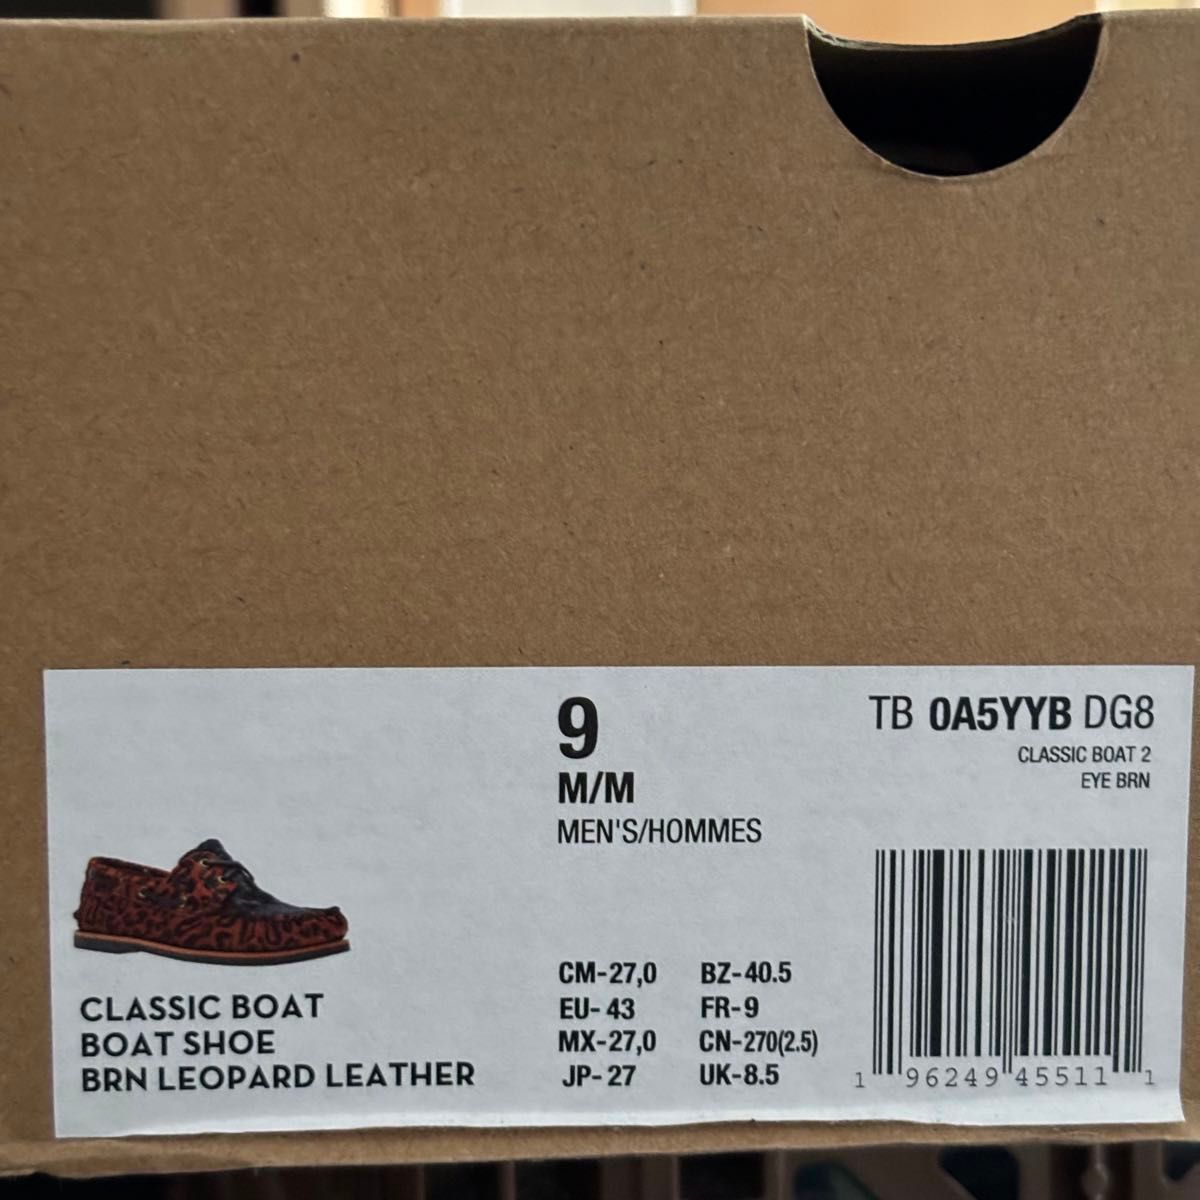 9
M/M
MEN'S/HOMMES
TB 0A5YYB DG8
CLASSIC BOAT 2
EYE BRN
CLASSIC BOAT
BOAT SHOE
BRN LEOPARD LEATHER
CM-27,0 BZ-40.5
EU- 43 FR-9
MX-27,0 CN-270(2.5)
JP- 27 UK-8.5
1 96249 45511 1